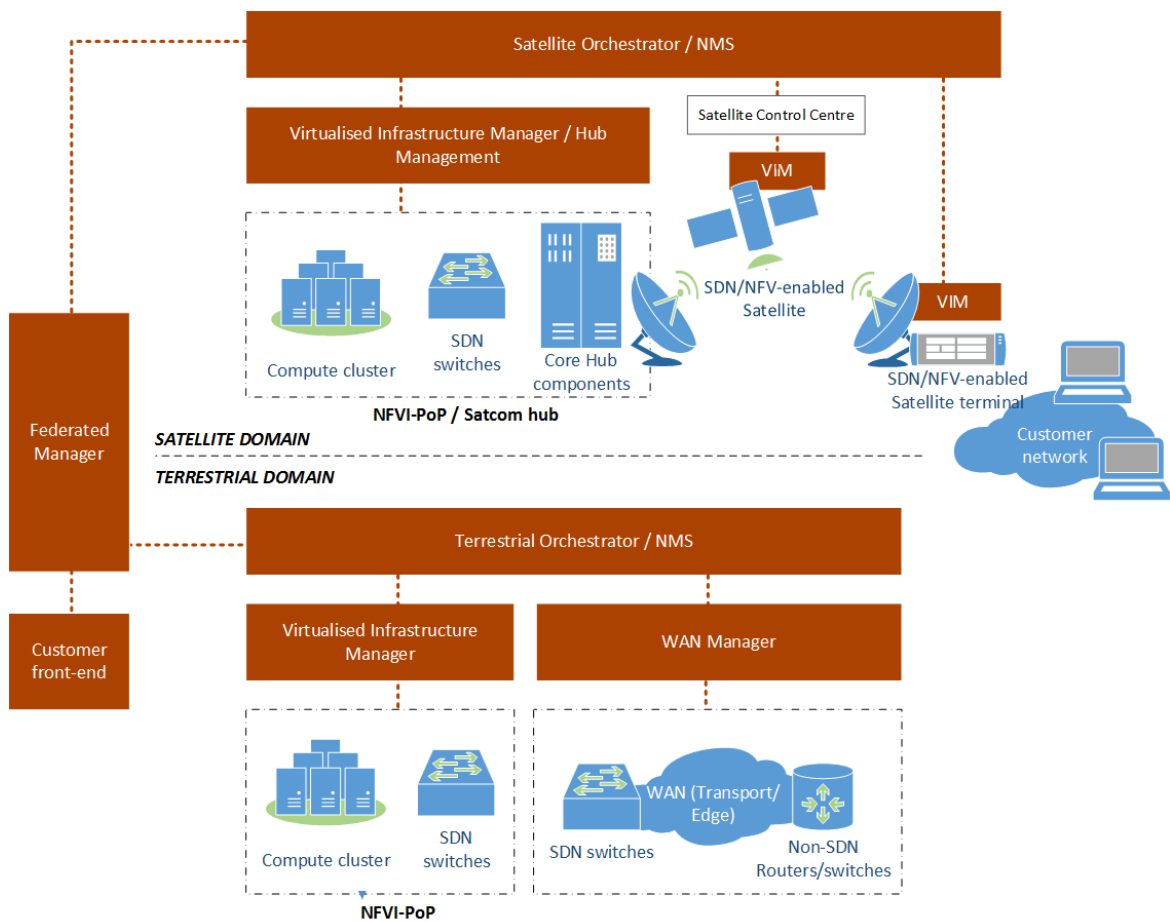 Satellite Orchestrator / NMS
Virtualised Infrastructure Manager / Hub
Management
Satellite Control Centre
VIM
SDN/NFV-enabled
Satellite
VIM
Compute cluster
SDN
switches
Core Hub
components
SDN/NFV-enabled
Satellite terminal
NFVI-PoP / Satcom hub
Customer
network
Federated
Manager
SATELLITE DOMAIN
TERRESTRIAL DOMAIN
Terrestrial Orchestrator / NMS
Customer
front-end
Virtualised Infrastructure
Manager
WAN Manager
Compute cluster
SDN
switches
NFVI-PoP
SDN switches
WAN (Transport/
Edge)
Non-SDN
Routers/switches